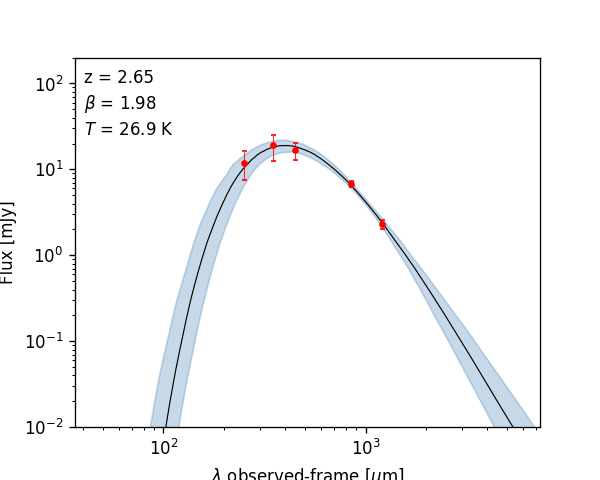 z = 2.65
β = 1.98
T = 26.9 K
Flux [mJy]
10²
10¹
10⁰
10⁻¹
10⁻²
10² 10³
λ observed-frame [μm]